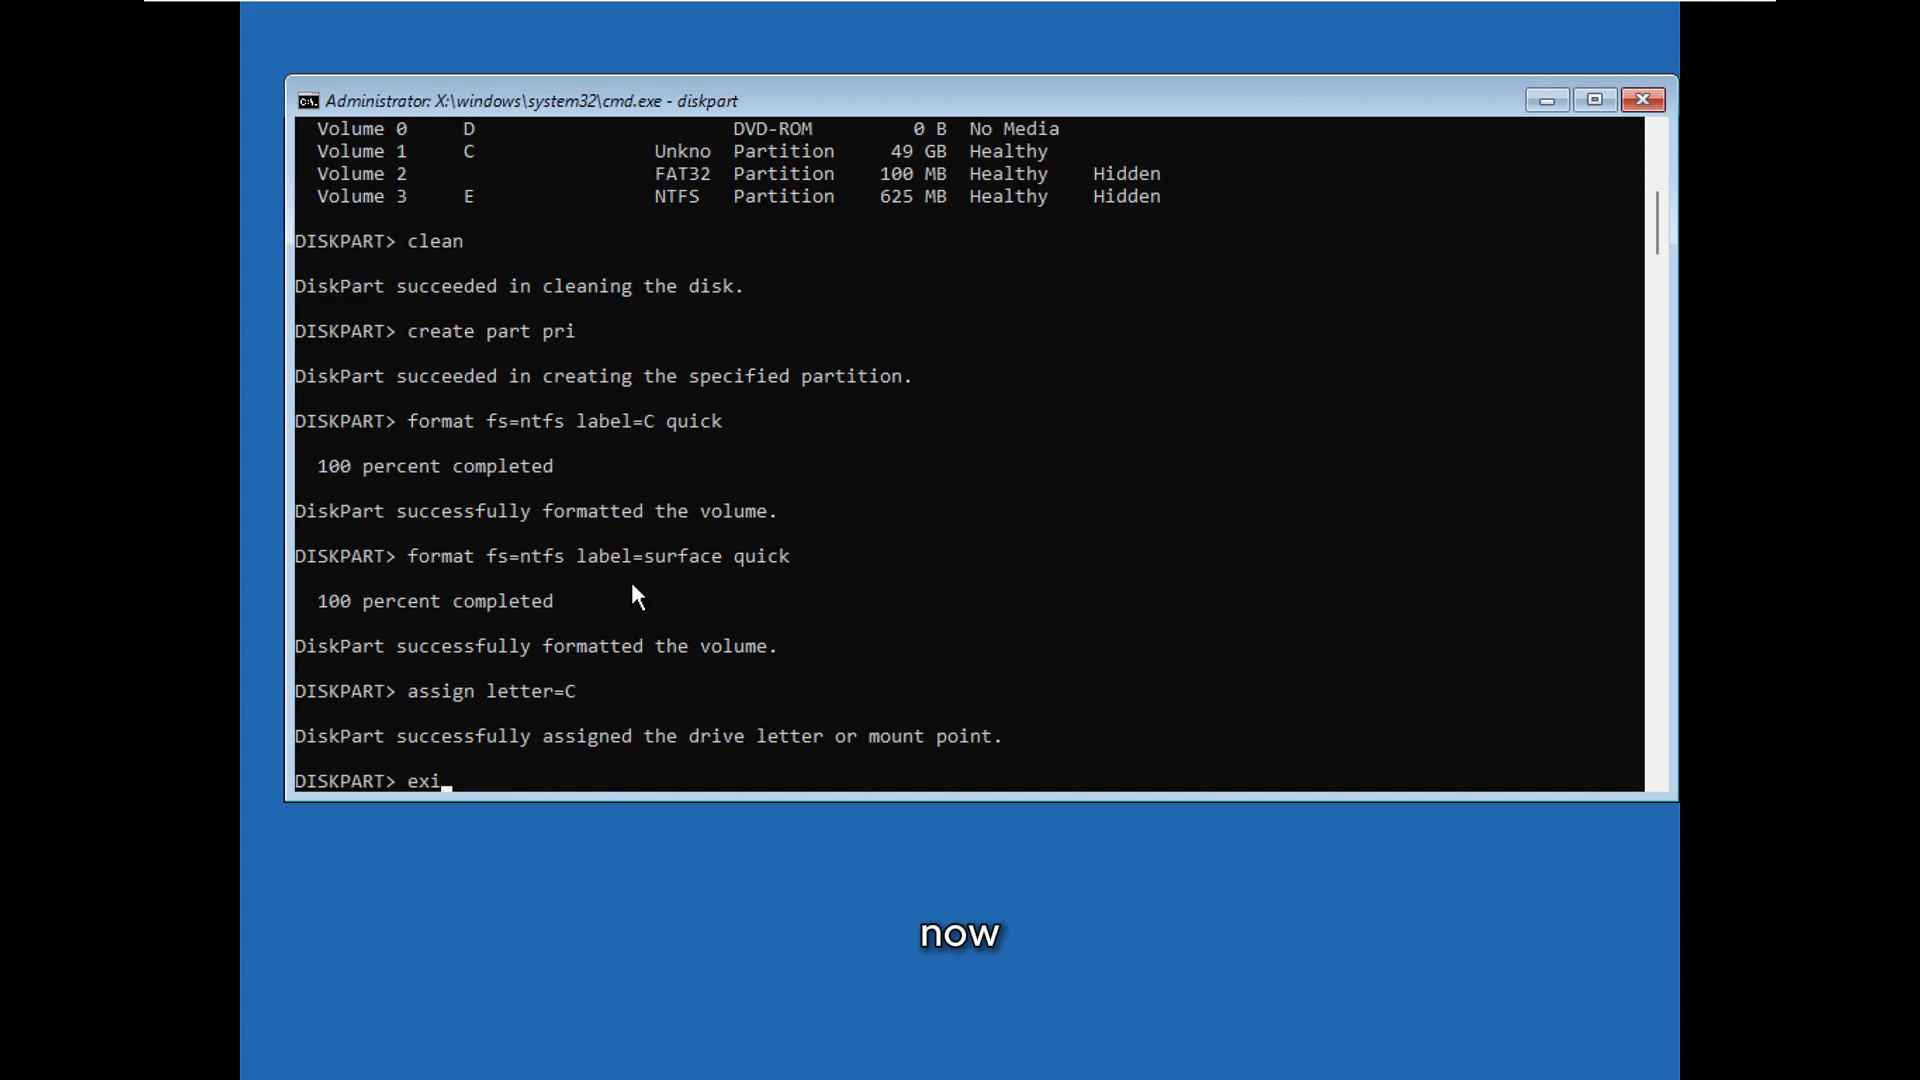 Administrator: X:\windows\system32\cmd.exe - diskpart
Volume 0 D DVD-ROM 0 B No Media
Volume 1 C Unkno Partition 49 GB Healthy
Volume 2 FAT32 Partition 100 MB Healthy Hidden
Volume 3 E NTFS Partition 625 MB Healthy Hidden
DISKPART> clean
DiskPart succeeded in cleaning the disk.
DISKPART> create part pri
DiskPart succeeded in creating the specified partition.
DISKPART> format fs=ntfs label=C quick
100 percent completed
DiskPart successfully formatted the volume.
DISKPART> format fs=ntfs label=surface quick
100 percent completed
DiskPart successfully formatted the volume.
DISKPART> assign letter=C
DiskPart successfully assigned the drive letter or mount point.
DISKPART> exi
now